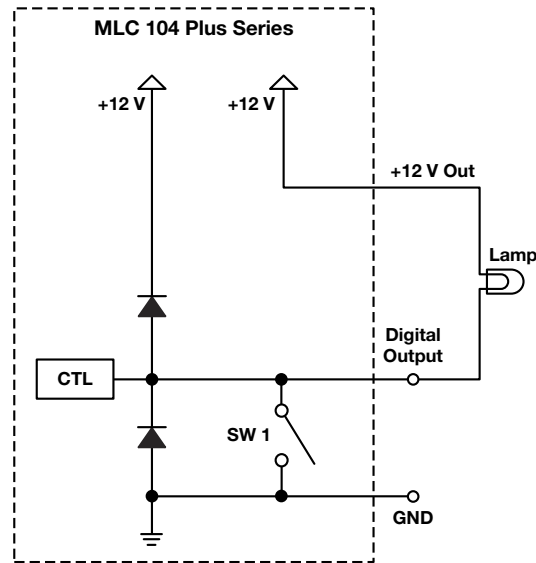 MLC 104 Plus Series
+12 V
+12 V
+12 V Out
Lamp
Digital
Output
CTL
SW 1
GND